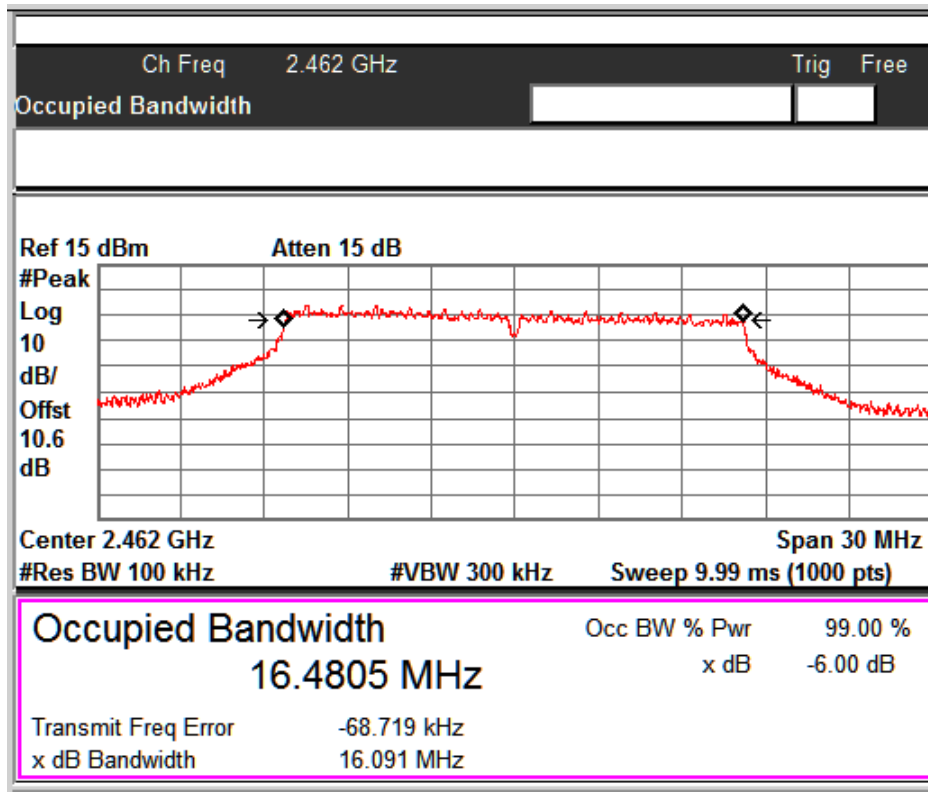 Ch Freq 2.462 GHz Trig Free
Occupied Bandwidth
Ref 15 dBm Atten 15 dB
#Peak
Log
10
dB/
Offst
10.6
dB
Center 2.462 GHz Span 30 MHz
#Res BW 100 kHz #VBW 300 kHz Sweep 9.99 ms (1000 pts)
Occupied Bandwidth Occ BW % Pwr 99.00 %
16.4805 MHz x dB -6.00 dB
Transmit Freq Error -68.719 kHz
x dB Bandwidth 16.091 MHz